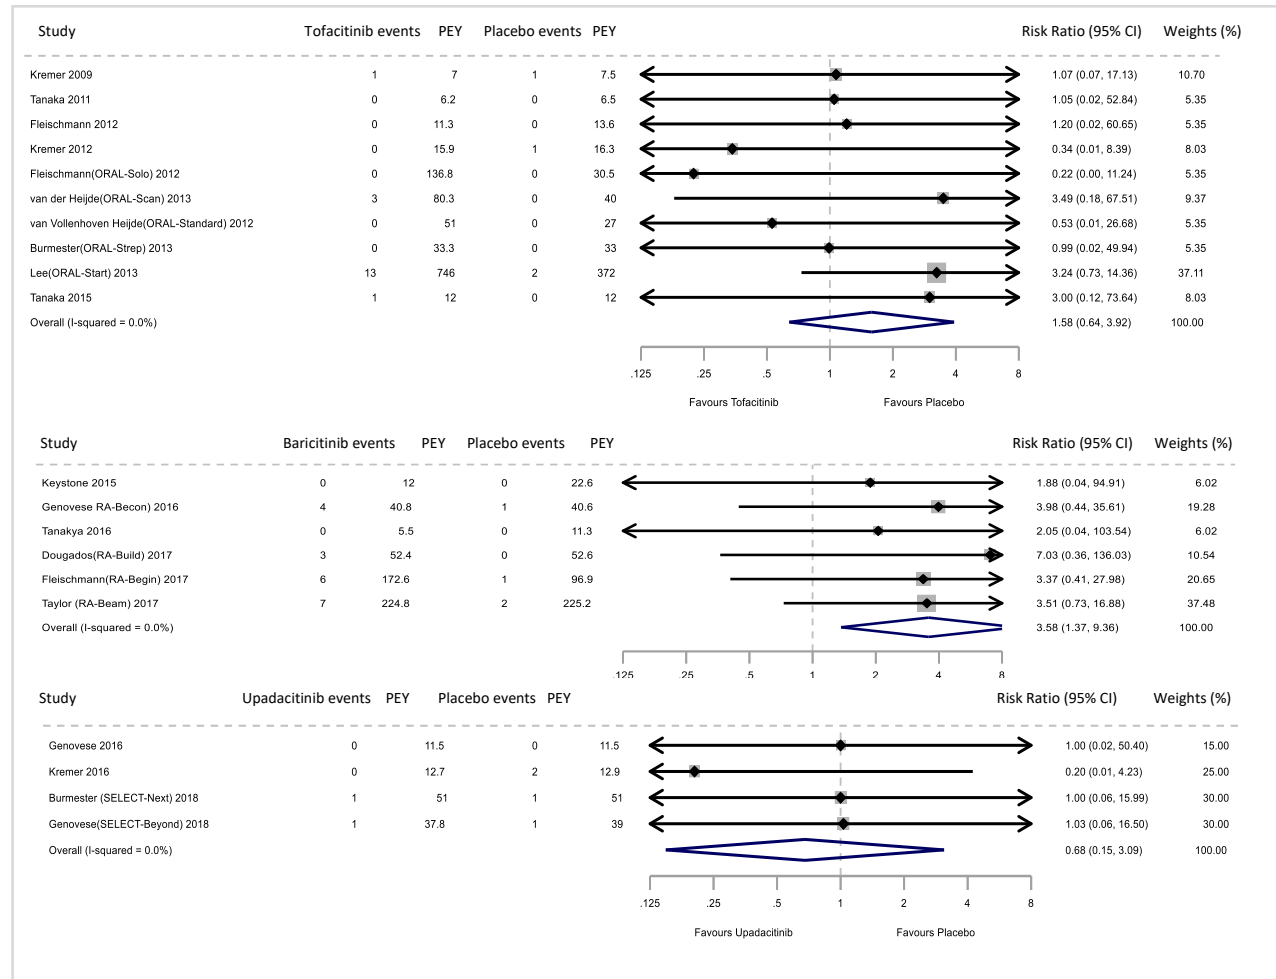 Study Tofacitinib events PEY Placebo events PEY Risk Ratio (95% CI) Weights (%)
Kremer 2009 1 7 1 7.5 1.07 (0.07, 17.13) 10.70
Tanaka 2011 0 6.2 0 6.5 1.05 (0.02, 52.84) 5.35
Fleischmann 2012 0 11.3 0 13.6 1.20 (0.02, 60.65) 5.35
Kremer 2012 0 15.9 1 16.3 0.34 (0.01, 8.39) 8.03
Fleischmann(ORAL-Solo) 2012 0 136.8 0 30.5 0.22 (0.00, 11.24) 5.35
van der Heijde(ORAL-Scan) 2013 3 80.3 0 40 3.49 (0.18, 67.51) 9.37
van Vollenhoven Heijde(ORAL-Standard) 2012 0 51 0 27 0.53 (0.01, 26.68) 5.35
Burmester(ORAL-Strep) 2013 0 33.3 0 33 0.99 (0.02, 49.94) 5.35
Lee(ORAL-Start) 2013 13 746 2 372 3.24 (0.73, 14.36) 37.11
Tanaka 2015 1 12 0 12 3.00 (0.12, 73.64) 8.03
Overall (I-squared = 0.0%) 1.58 (0.64, 3.92) 100.00
.125 .25 .5 1 2 4 8
Favours Tofacitinib Favours Placebo
Study Baricitinib events PEY Placebo events PEY Risk Ratio (95% CI) Weights (%)
Keystone 2015 0 12 0 22.6 1.88 (0.04, 94.91) 6.02
Genovese RA-Becon) 2016 4 40.8 1 40.6 3.98 (0.44, 35.61) 19.28
Tanakya 2016 0 5.5 0 11.3 2.05 (0.04, 103.54) 6.02
Dougados(RA-Build) 2017 3 52.4 0 52.6 7.03 (0.36, 136.03) 10.54
Fleischmann(RA-Begin) 2017 6 172.6 1 96.9 3.37 (0.41, 27.98) 20.65
Taylor (RA-Beam) 2017 7 224.8 2 225.2 3.51 (0.73, 16.88) 37.48
Overall (I-squared = 0.0%) 3.58 (1.37, 9.36) 100.00
.125 .25 .5 1 2 4 8
Study Upadacitinib events PEY Placebo events PEY Risk Ratio (95% CI) Weights (%)
Genovese 2016 0 11.5 0 11.5 1.00 (0.02, 50.40) 15.00
Kremer 2016 0 12.7 2 12.9 0.20 (0.01, 4.23) 25.00
Burmester (SELECT-Next) 2018 1 51 1 51 1.00 (0.06, 15.99) 30.00
Genovese(SELECT-Beyond) 2018 1 37.8 1 39 1.03 (0.06, 16.50) 30.00
Overall (I-squared = 0.0%) 0.68 (0.15, 3.09) 100.00
.125 .25 .5 1 2 4 8
Favours Upadacitinib Favours Placebo